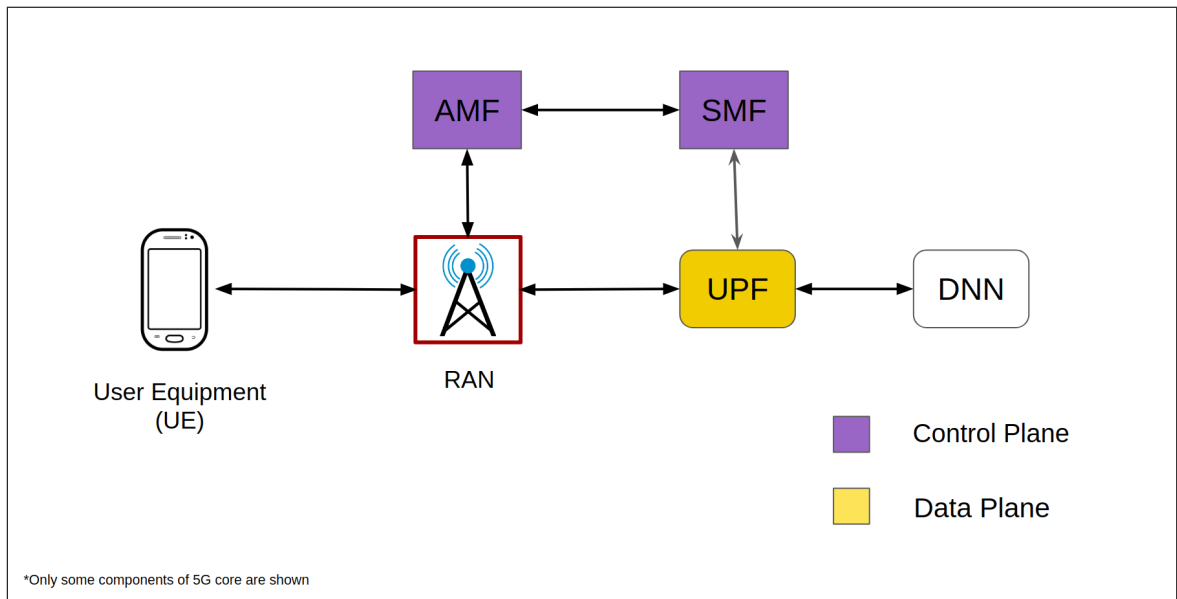 AMF
SMF
UPF
DNN
RAN
User Equipment
(UE)
Control Plane
Data Plane
*Only some components of 5G core are shown